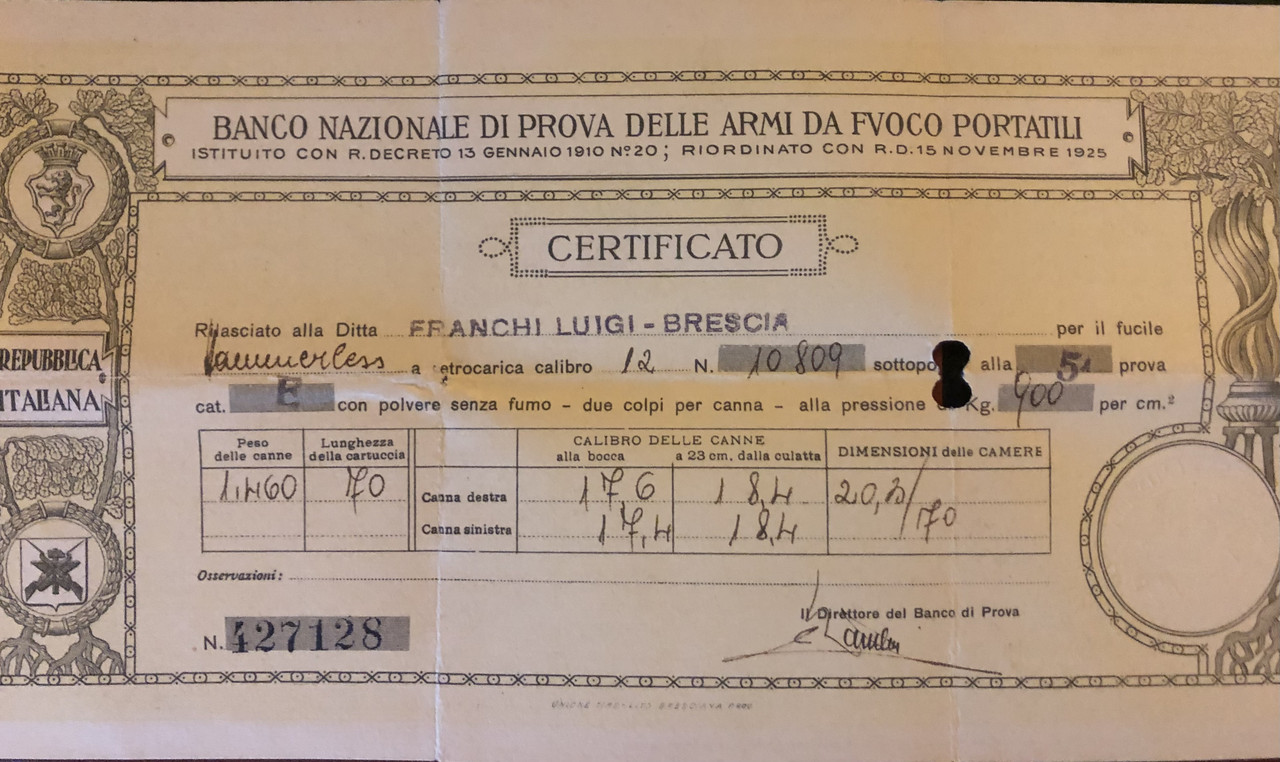 BANCO NAZIONALE DI PROVA DELLE ARMI DA FVOCO PORTATILI
ISTITUITO CON R. DECRETO 13 GENNAIO 1910 N° 20 ; RIORDINATO CON R.D. 15 NOVEMBRE 1925
CERTIFICATO
Rilasciato alla Ditta FRANCHI LUIGI - BRESCIA per il fucile
Hammerless a etrocarica calibro 12 N. 10809 sottopo alla 5a prova
cat. E con polvere senza fumo - due colpi per canna - alla pressione Kg. 900 per cm.²
REPUBBLICA
ITALIANA
Peso delle canne Lunghezza della cartuccia CALIBRO DELLE CANNE DIMENSIONI delle CAMERE
alla bocca a 23 cm. dalla culatta
1.460 70 Canna destra 17,6 18,4 20,3/70
Canna sinistra 17,4 18,4
Osservazioni:
Il Direttore del Banco di Prova
N. 427128